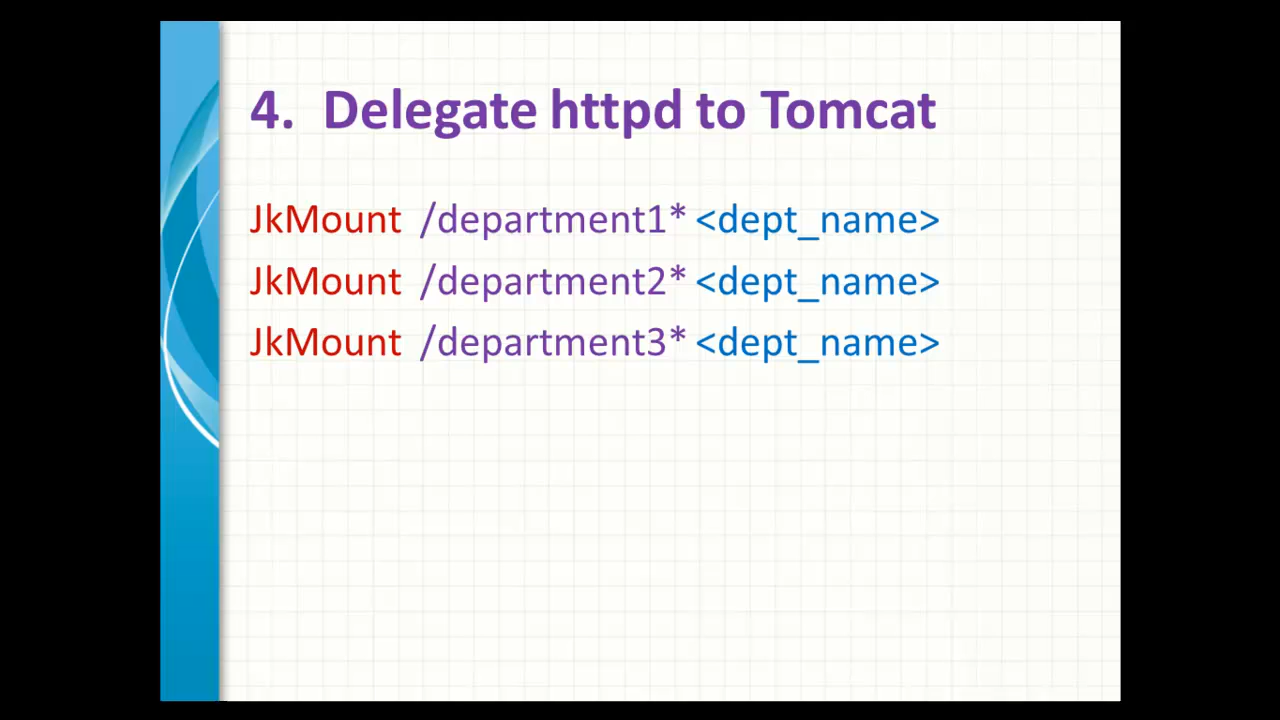 4. Delegate httpd to Tomcat
JkMount /department1* <dept_name>
JkMount /department2* <dept_name>
JkMount /department3* <dept_name>